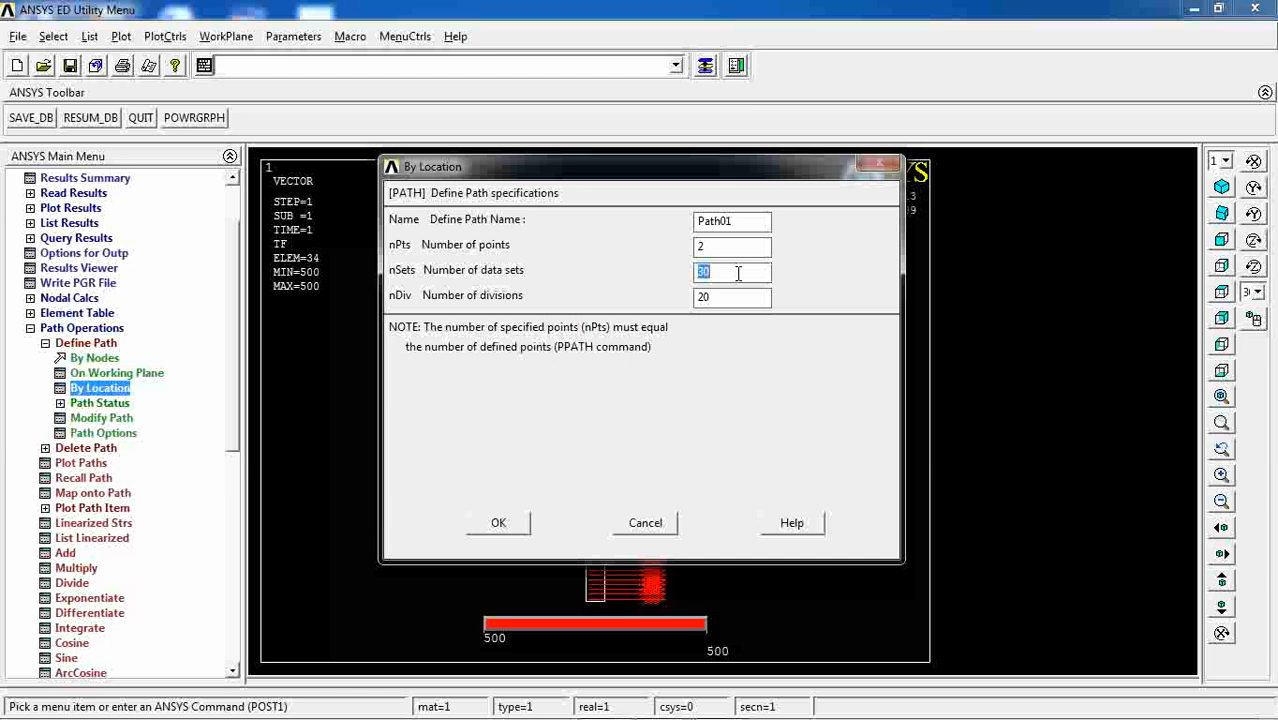 ANSYS ED Utility Menu
File Select List Plot PlotCtrls WorkPlane Parameters Macro MenuCtrls Help
ANSYS Toolbar
SAVE_DB RESUM_DB QUIT POWRGRPH
ANSYS Main Menu
Results Summary
Read Results
Plot Results
List Results
Query Results
Options for Outp
Results Viewer
Write PGR File
Nodal Calcs
Element Table
Path Operations
Define Path
By Nodes
On Working Plane
By Location
Path Status
Modify Path
Path Options
Delete Path
Plot Paths
Recall Path
Map onto Path
Plot Path Item
Linearized Strs
List Linearized
Add
Multiply
Divide
Exponentiate
Differentiate
Integrate
Cosine
Sine
ArcCosine
1
VECTOR
STEP=1
SUB =1
TIME=1
TF
ELEM=34
MIN=500
MAX=500
By Location
[PATH] Define Path specifications
Name Define Path Name : Path01
nPts Number of points 2
nSets Number of data sets 30
nDiv Number of divisions 20
NOTE: The number of specified points (nPts) must equal
the number of defined points (PPATH command)
OK Cancel Help
500
500
1
Pick a menu item or enter an ANSYS Command (POST1) mat=1 type=1 real=1 csys=0 secn=1